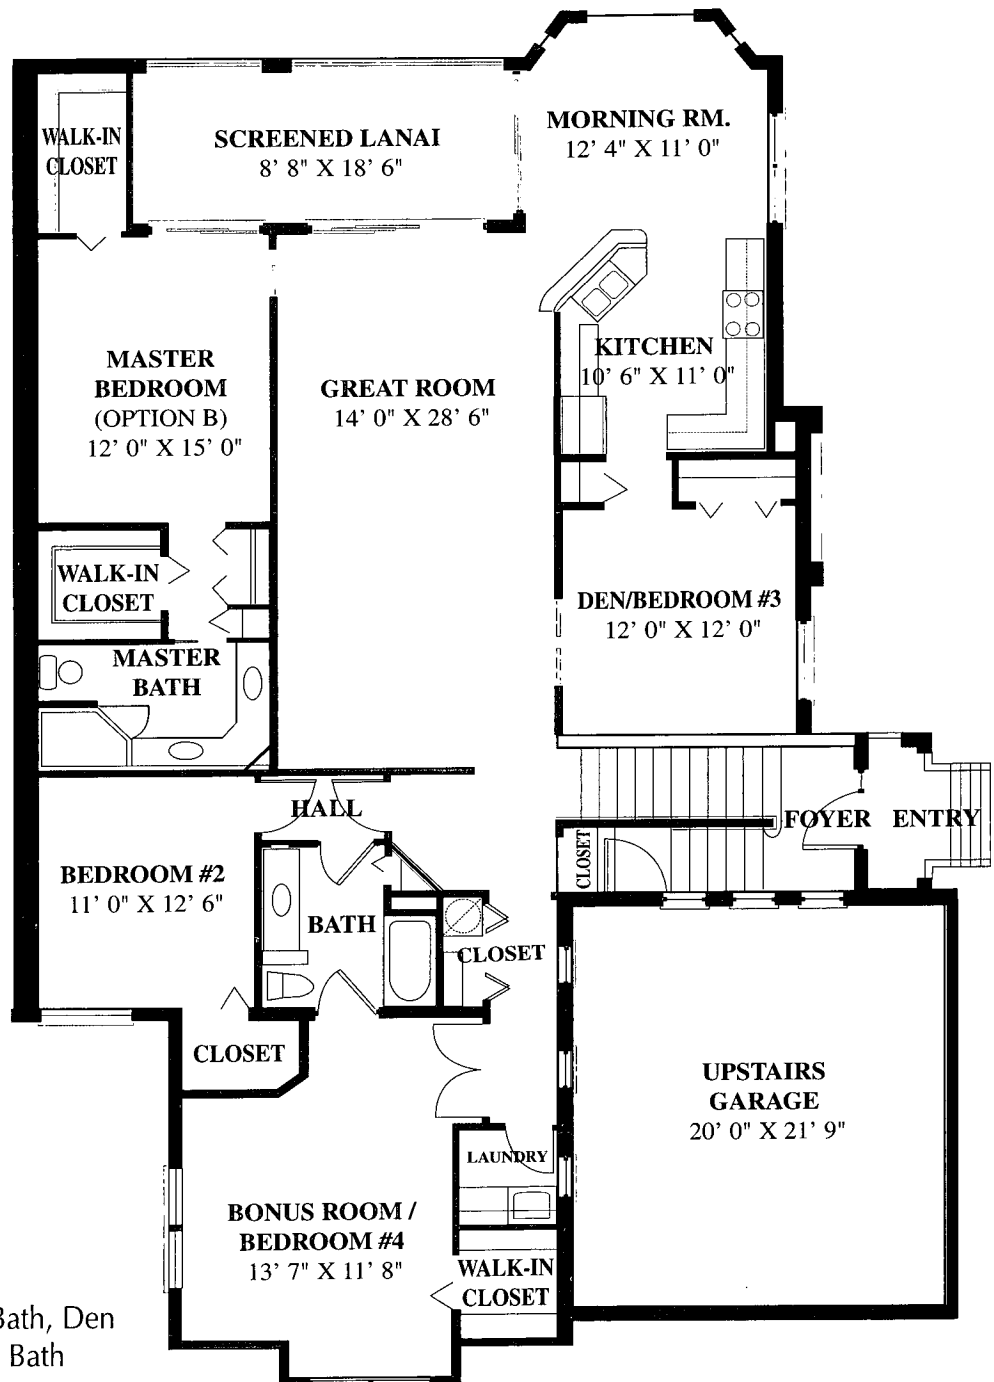 MORNING RM.
12' 4" X 11' 0"
WALK-IN
CLOSET
SCREENED LANAI
8' 8" X 18' 6"
MASTER
BEDROOM
(OPTION B)
12' 0" X 15' 0"
GREAT ROOM
14' 0" X 28' 6"
KITCHEN
10' 6" X 11' 0"
WALK-IN
CLOSET
DEN/BEDROOM #3
12' 0" X 12' 0"
MASTER
BATH
HALL
FOYER
ENTRY
CLOSET
BEDROOM #2
11' 0" X 12' 6"
BATH
CLOSET
CLOSET
UPSTAIRS
GARAGE
20' 0" X 21' 9"
LAUNDRY
BONUS ROOM /
BEDROOM #4
13' 7" X 11' 8"
WALK-IN
CLOSET
Bath, Den
Bath